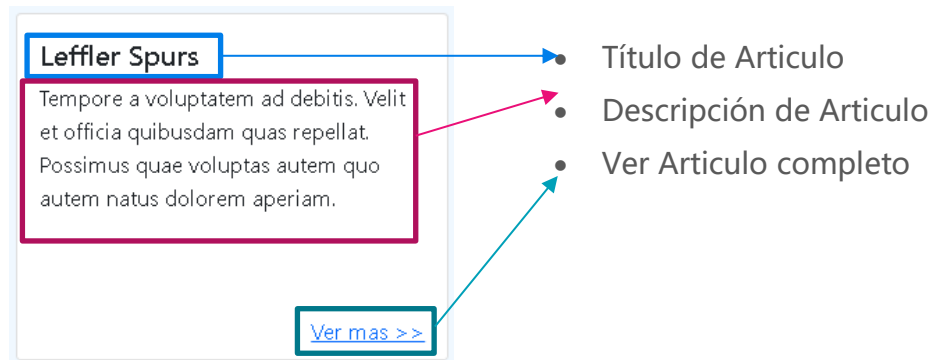 Leffler Spurs
Tempore a voluptatem ad debitis. Velit
et officia quibusdam quas repellat.
Possimus quae voluptas autem quo
autem natus dolorem aperiam.
Ver mas >>
• Título de Articulo
• Descripción de Articulo
• Ver Articulo completo